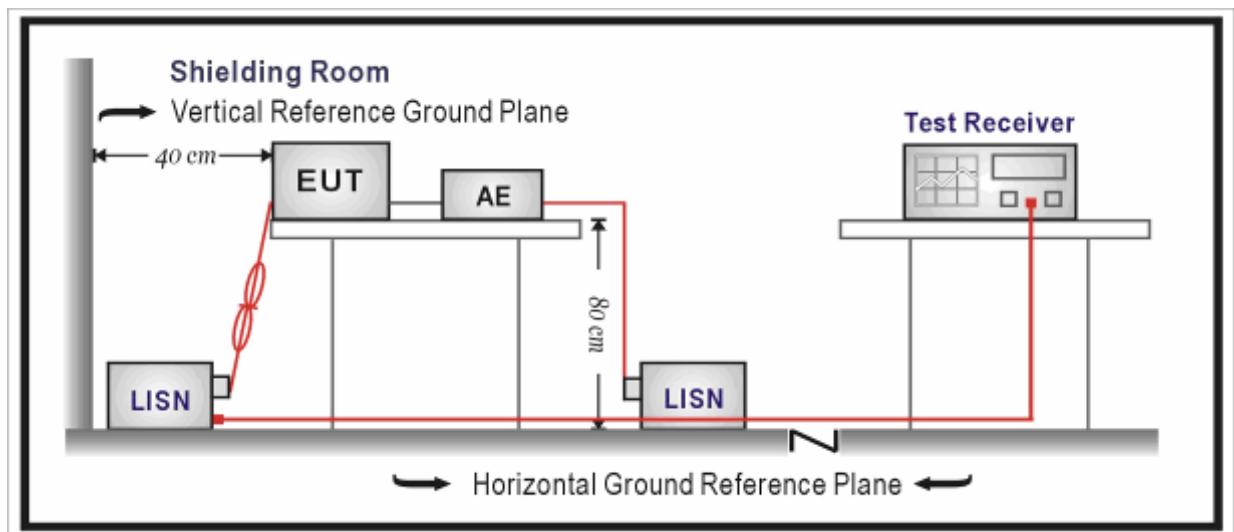 Shielding Room
Vertical Reference Ground Plane
Test Receiver
40 cm
EUT
AE
80 cm
LISN
LISN
Horizontal Ground Reference Plane